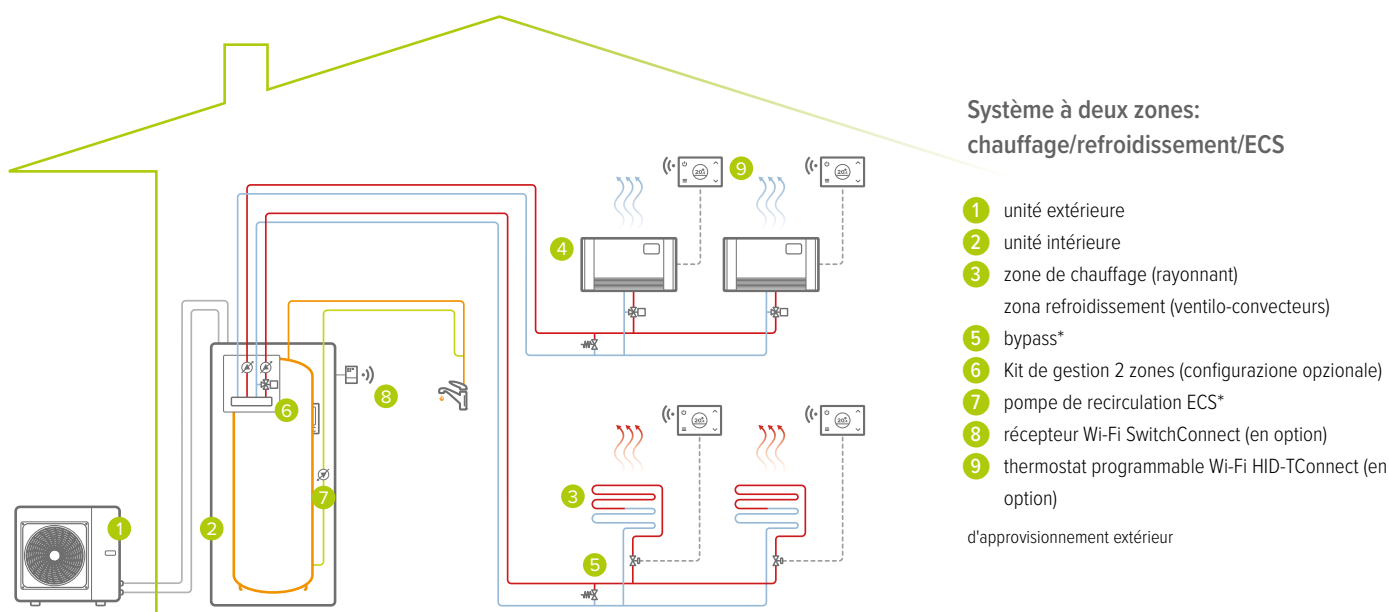 Système à deux zones:
chauffage/refroidissement/ECS
1 unité extérieure
2 unité intérieure
3 zone de chauffage (rayonnant)
zona refroidissement (ventilo-convecteurs)
5 bypass*
6 Kit de gestion 2 zones (configurazione opzionale)
7 pompe de recirculation ECS*
8 récepteur Wi-Fi SwitchConnect (en option)
9 thermostat programmable Wi-Fi HID-TConnect (en
option)
d'approvisionnement extérieur
9
4
6
8
7
3
1
2
5